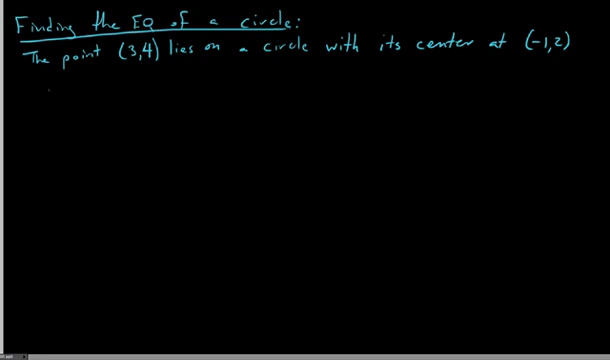 Finding the EQ of a circle:
The point (3,4) lies on a circle with its center at (-1,2)